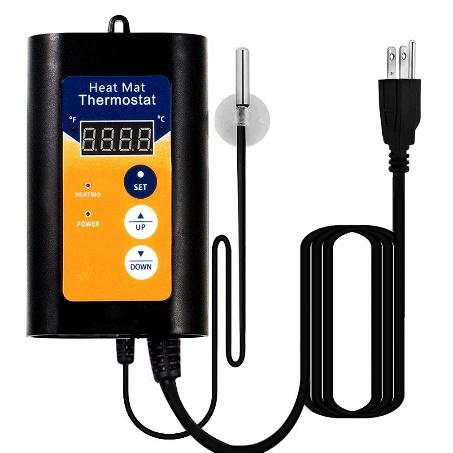 Heat Mat
Thermostat
°F °C
8.8.8.8
SET
HEATING
POWER
UP
DOWN